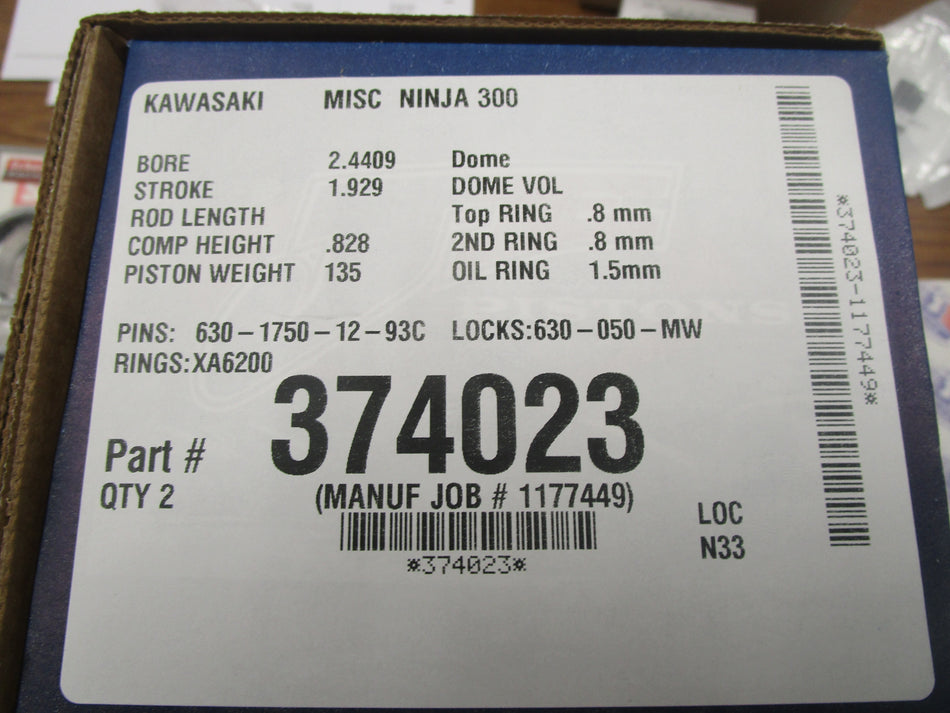 KAWASAKI MISC NINJA 300
BORE 2.4409 Dome
STROKE 1.929 DOME VOL
ROD LENGTH Top RING .8 mm
COMP HEIGHT .828 2ND RING .8 mm
PISTON WEIGHT 135 OIL RING 1.5mm
PINS: 630-1750-12-93C LOCKS:630-050-MW
RINGS:XA6200
Part # 374023
QTY 2 (MANUF JOB # 1177449)
*374023*
LOC
N33
*374023-1177449*